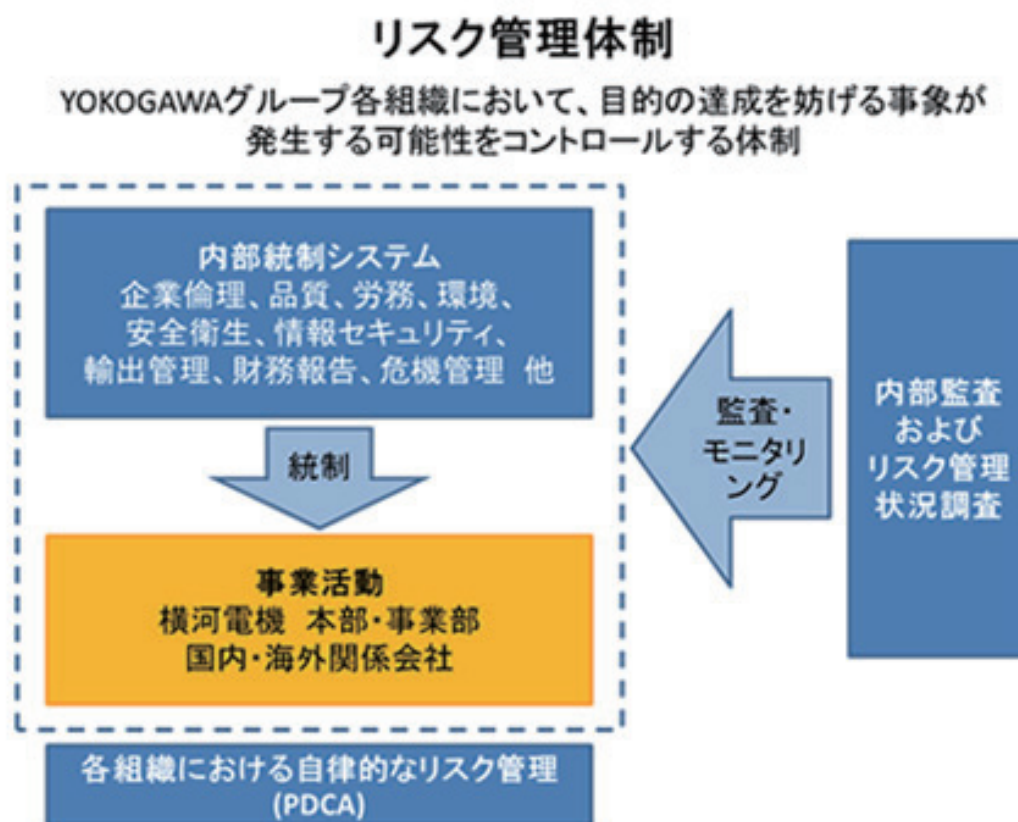 リスク管理体制
YOKOGAWAグループ各組織において、目的の達成を妨げる事象が
発生する可能性をコントロールする体制
内部統制システム
企業倫理、品質、労務、環境、
安全衛生、情報セキュリティ、
輸出管理、財務報告、危機管理 他
統制
事業活動
横河電機 本部・事業部
国内・海外関係会社
各組織における自律的なリスク管理
(PDCA)
監査・
モニタリ
ング
内部監査
および
リスク管理
状況調査